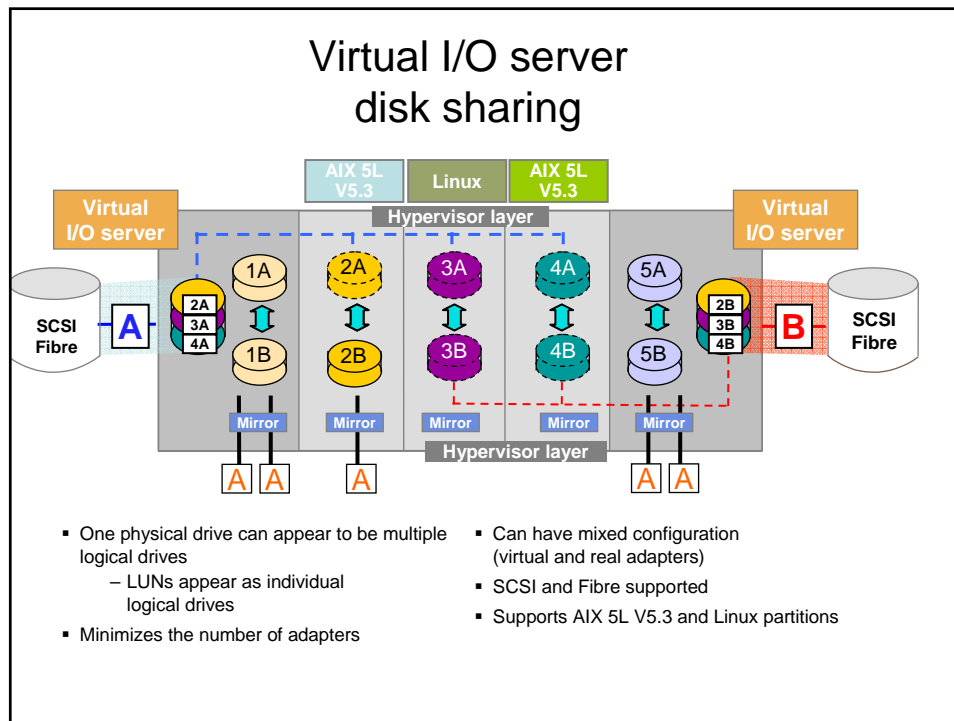 Virtual I/O server
disk sharing
AIX 5L
V5.3
Linux
AIX 5L
V5.3
Virtual
I/O server
Hypervisor layer
Virtual
I/O server
1A
2A
3A
4A
5A
SCSI
Fibre
A
2A
3A
4A
2B
3B
4B
B
SCSI
Fibre
1B
2B
3B
4B
5B
Mirror
Mirror
Mirror
Mirror
Mirror
Hypervisor layer
A
A
A
A
A
▪ One physical drive can appear to be multiple
logical drives
– LUNs appear as individual
logical drives
▪ Minimizes the number of adapters
▪ Can have mixed configuration
(virtual and real adapters)
▪ SCSI and Fibre supported
▪ Supports AIX 5L V5.3 and Linux partitions